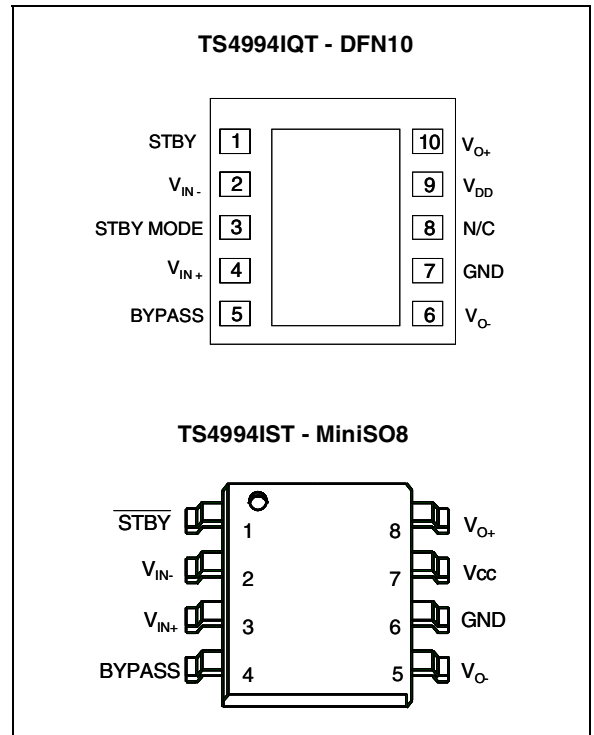 TS4994IQT - DFN10
STBY 1 10 VO+
VIN - 2 9 VDD
STBY MODE 3 8 N/C
VIN + 4 7 GND
BYPASS 5 6 VO-
TS4994IST - MiniSO8
STBY 1 8 VO+
VIN- 2 7 Vcc
VIN+ 3 6 GND
BYPASS 4 5 VO-